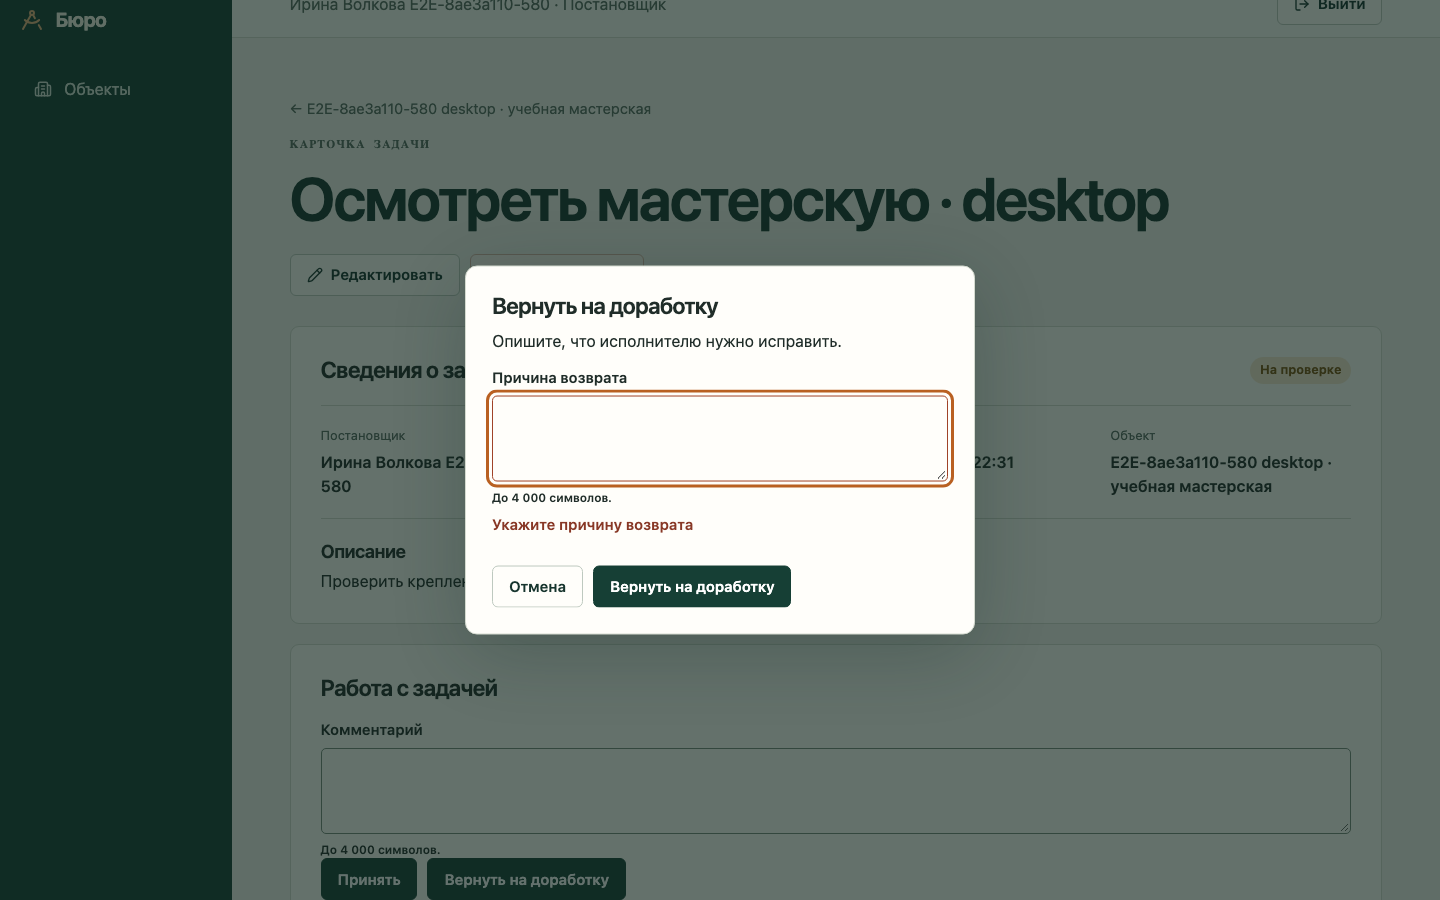 Бюро
Ирина Волкова E2E-8ae3a110-580 · Постановщик
Выйти
Объекты
← E2E-8ae3a110-580 desktop · учебная мастерская
КАРТОЧКА ЗАДАЧИ
Осмотреть мастерскую · desktop
Редактировать
Вернуть на доработку
Опишите, что исполнителю нужно исправить.
Причина возврата
До 4 000 символов.
Укажите причину возврата
Отмена
Вернуть на доработку
Сведения о за
На проверке
Постановщик
Ирина Волкова E2
580
22:31
Объект
E2E-8ae3a110-580 desktop ·
учебная мастерская
Описание
Проверить креплен
Работа с задачей
Комментарий
До 4 000 символов.
Принять
Вернуть на доработку